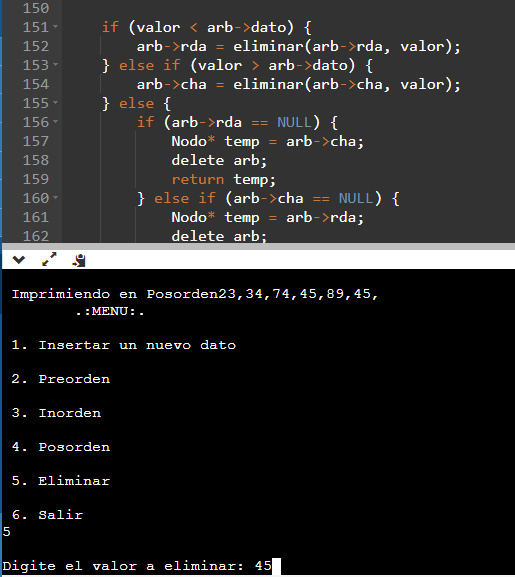 150
151 if (valor < arb->dato) {
152 arb->rda = eliminar(arb->rda, valor);
153 } else if (valor > arb->dato) {
154 arb->cha = eliminar(arb->cha, valor);
155 } else {
156 if (arb->rda == NULL) {
157 Nodo* temp = arb->cha;
158 delete arb;
159 return temp;
160 } else if (arb->cha == NULL) {
161 Nodo* temp = arb->rda;
162 delete arb;
Imprimiendo en Posorden23,34,74,45,89,45,
.:MENU:.
1. Insertar un nuevo dato
2. Preorden
3. Inorden
4. Posorden
5. Eliminar
6. Salir
5
Digite el valor a eliminar: 45